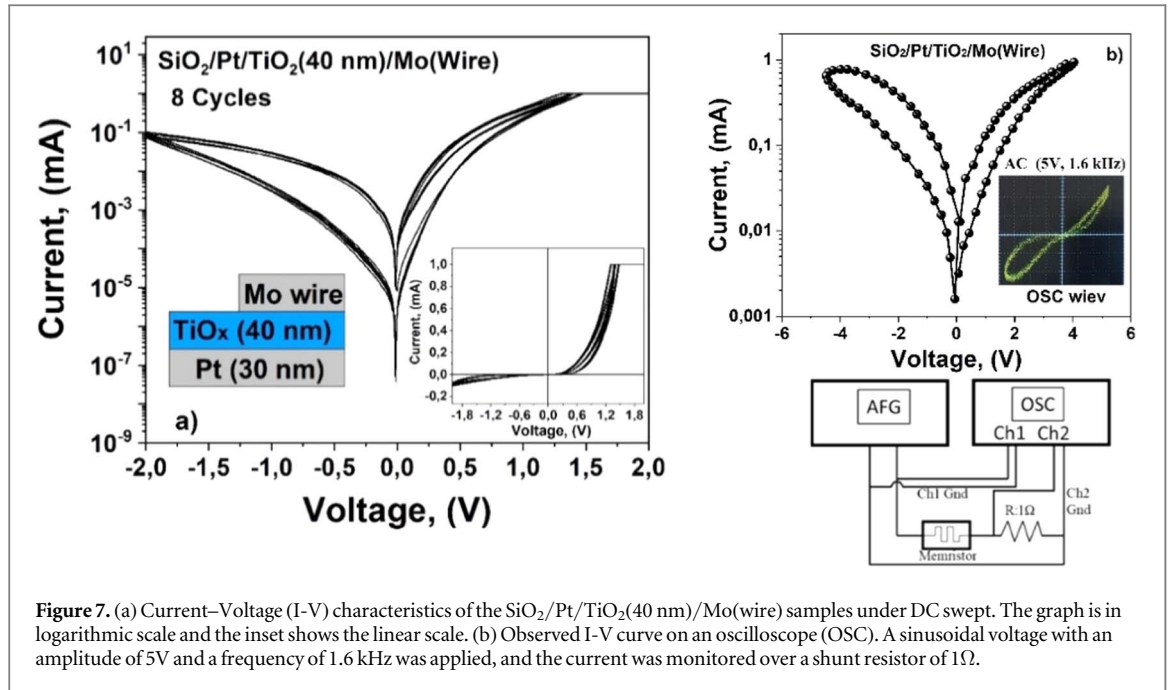 SiO2/Pt/TiO2(40 nm)/Mo(Wire)
8 Cycles
10^1
10^-1
10^-3
10^-5
10^-7
10^-9
Current, (mA)
-2,0 -1,5 -1,0 -0,5 0,0 0,5 1,0 1,5 2,0
Voltage, (V)
Mo wire
TiOx (40 nm)
Pt (30 nm)
a)
1,0
0,8
0,6
0,4
0,2
0,0
-0,2
Current, (mA)
-1,8 -1,2 -0,6 0,0 0,6 1,2 1,8
Voltage, (V)
SiO2/Pt/TiO2/Mo(Wire)
b)
1
0,1
0,01
0,001
Current, (mA)
AC (5V, 1.6 kHz)
OSC wiev
-6 -4 -2 0 2 4 6
Voltage, (V)
AFG
OSC
Ch1 Ch2
Ch1 Gnd
Ch2
Gnd
R:1Ω
Memristor
Figure 7. (a) Current–Voltage (I-V) characteristics of the SiO2/Pt/TiO2(40 nm)/Mo(wire) samples under DC swept. The graph is in
logarithmic scale and the inset shows the linear scale. (b) Observed I-V curve on an oscilloscope (OSC). A sinusoidal voltage with an
amplitude of 5V and a frequency of 1.6 kHz was applied, and the current was monitored over a shunt resistor of 1Ω.